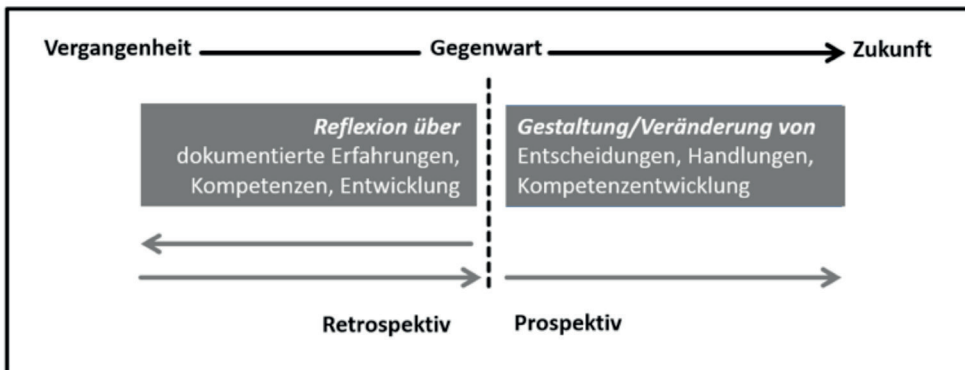 Vergangenheit Gegenwart Zukunft
Reflexion über
dokumentierte Erfahrungen,
Kompetenzen, Entwicklung
Gestaltung/Veränderung von
Entscheidungen, Handlungen,
Kompetenzentwicklung
Retrospektiv Prospektiv